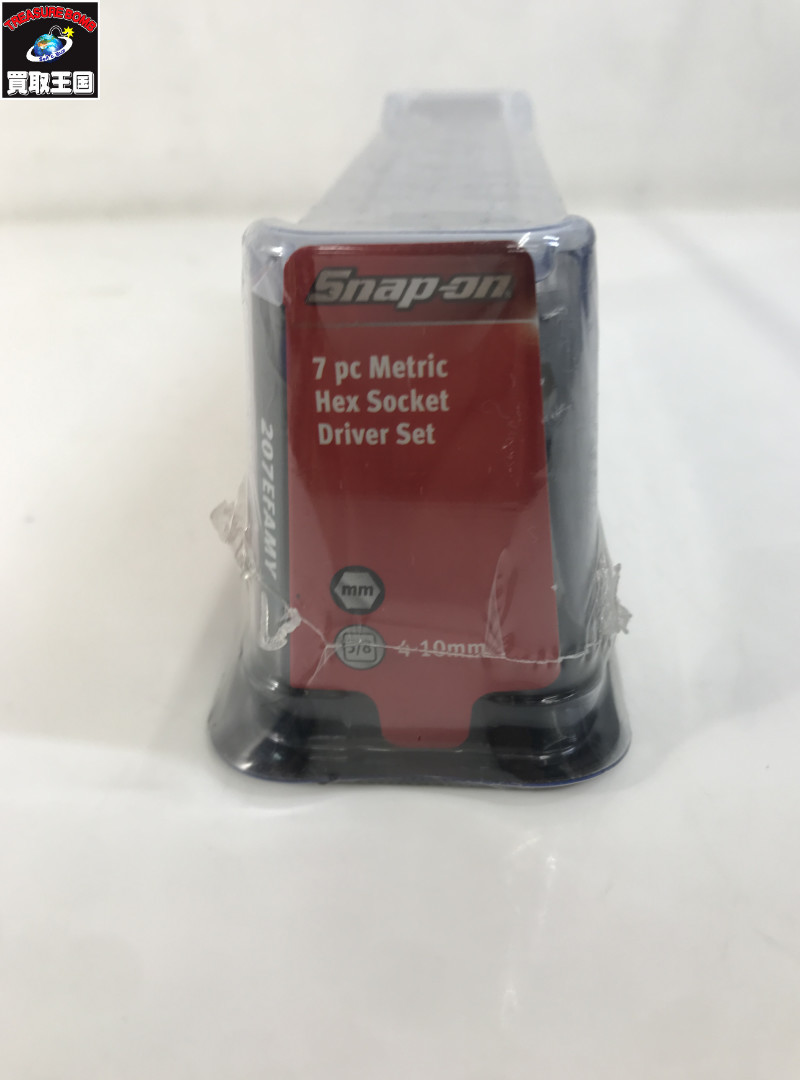 TREASURE BOMB
買取王国
Snap-on
7 pc Metric
Hex Socket
Driver Set
207EFAMY
mm
3/8
4-10mm